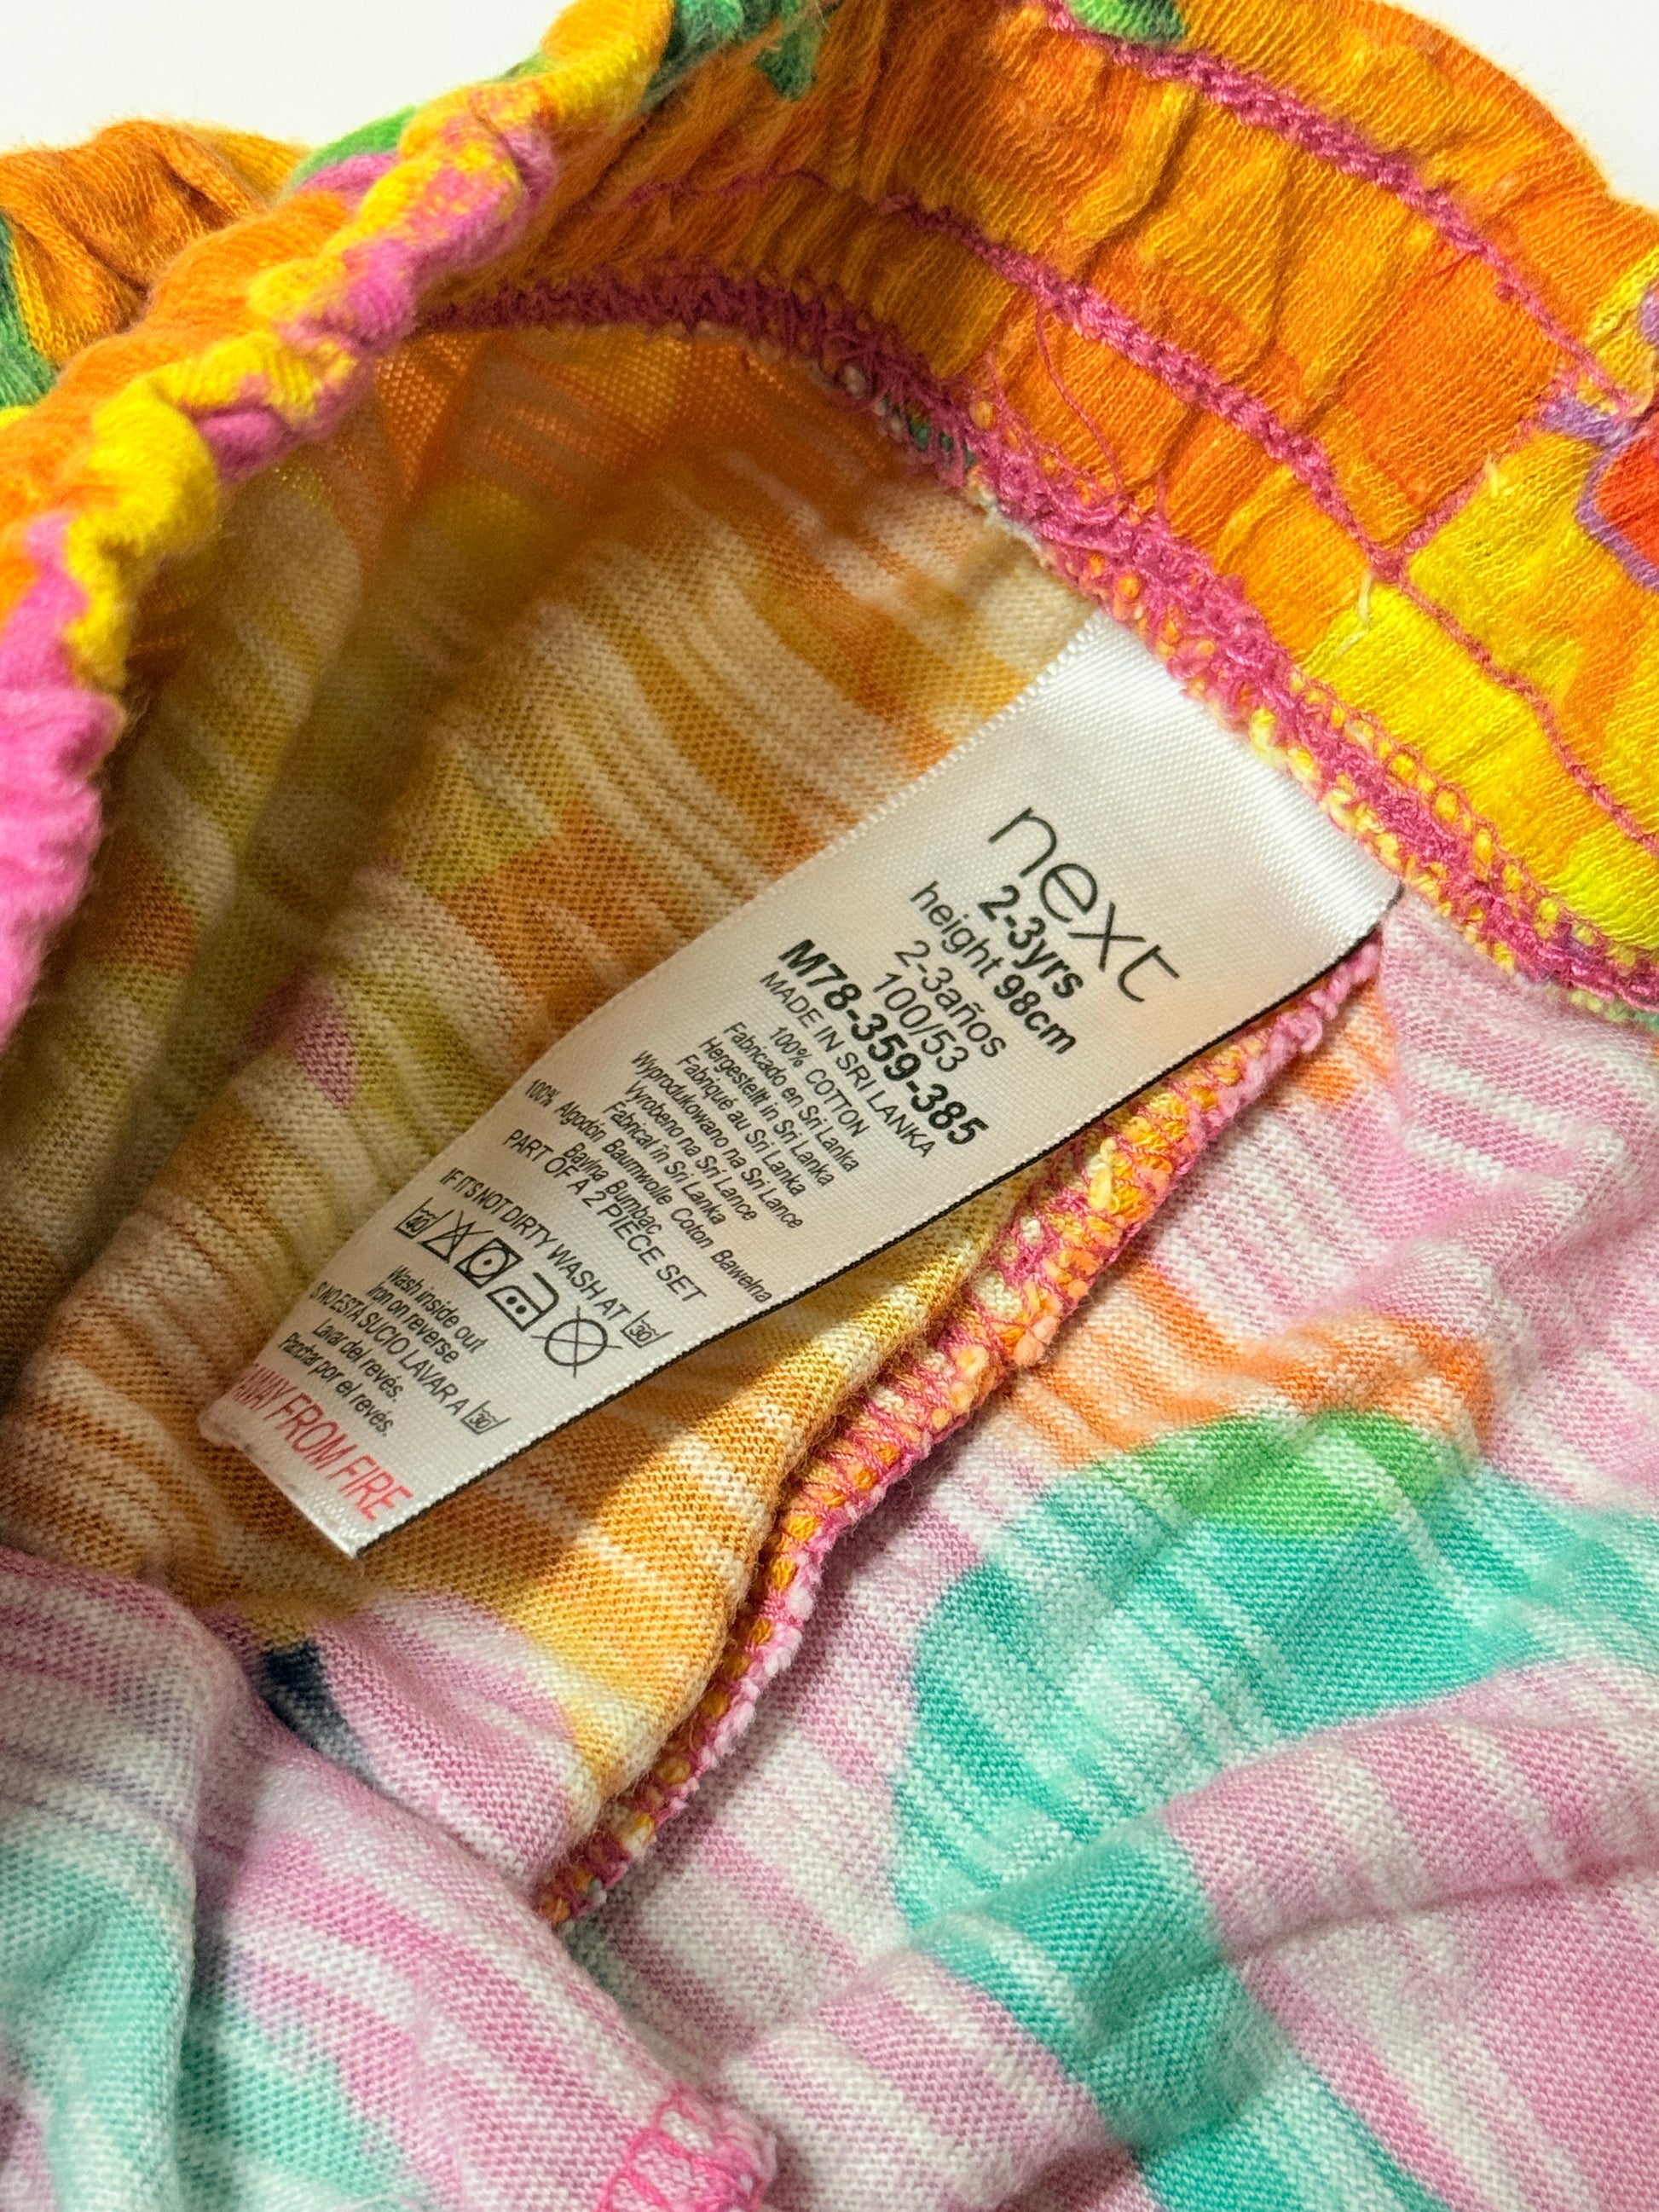 next
2-3yrs
height 98cm
2-3años
100/53
M78-359-385
MADE IN SRI LANKA
100% COTTON
Fabricado en Sri Lanka
Hergestellt in Sri Lanka
Fabriqué au Sri Lanka
Wyprodukowano na Sri Lance
Vyrobeno na Srí Lance
Fabricat in Sri Lanka
100% Algodón Baumwolle Coton Bawełna
Bavlna Bumbac
PART OF A 2 PIECE SET
IF IT'S NOT DIRTY WASH AT 30
40
Wash inside out
Iron on reverse
SI NO ESTA SUCIO LAVAR A 30
Lavar del revés.
Planchar por el revés.
AWAY FROM FIRE